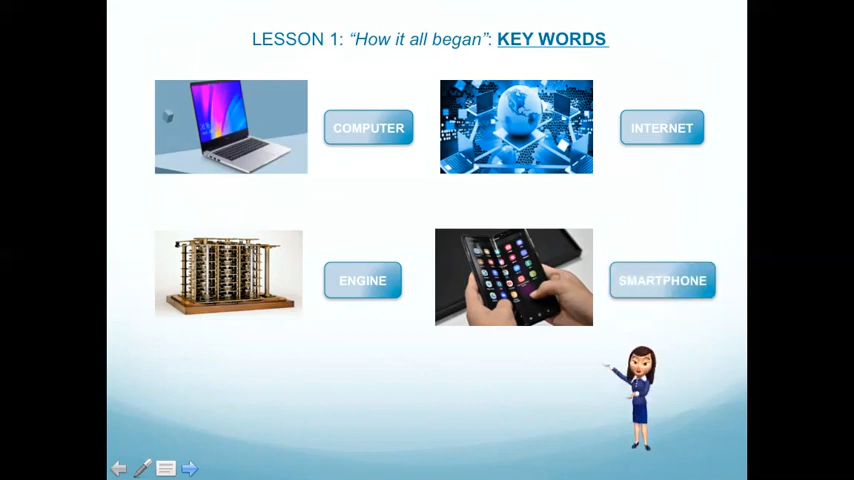 LESSON 1: “How it all began”: KEY WORDS
COMPUTER
INTERNET
ENGINE
SMARTPHONE